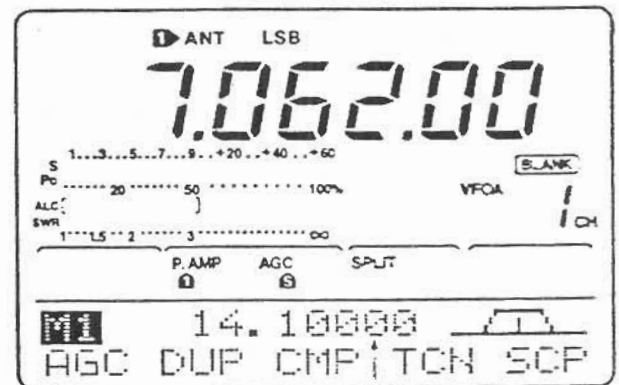 1 ANT LSB
7.062.00
S 1...3...5...7...9...+20...+40...+60
BLANK
Po 20 50 100%
VFOA 1 CH
ALC
SWR
1 1.5 2 3 ∞
P.AMP AGC SPLIT
1 S
M1 14.10000
AGC DUP CMP TCN SCP